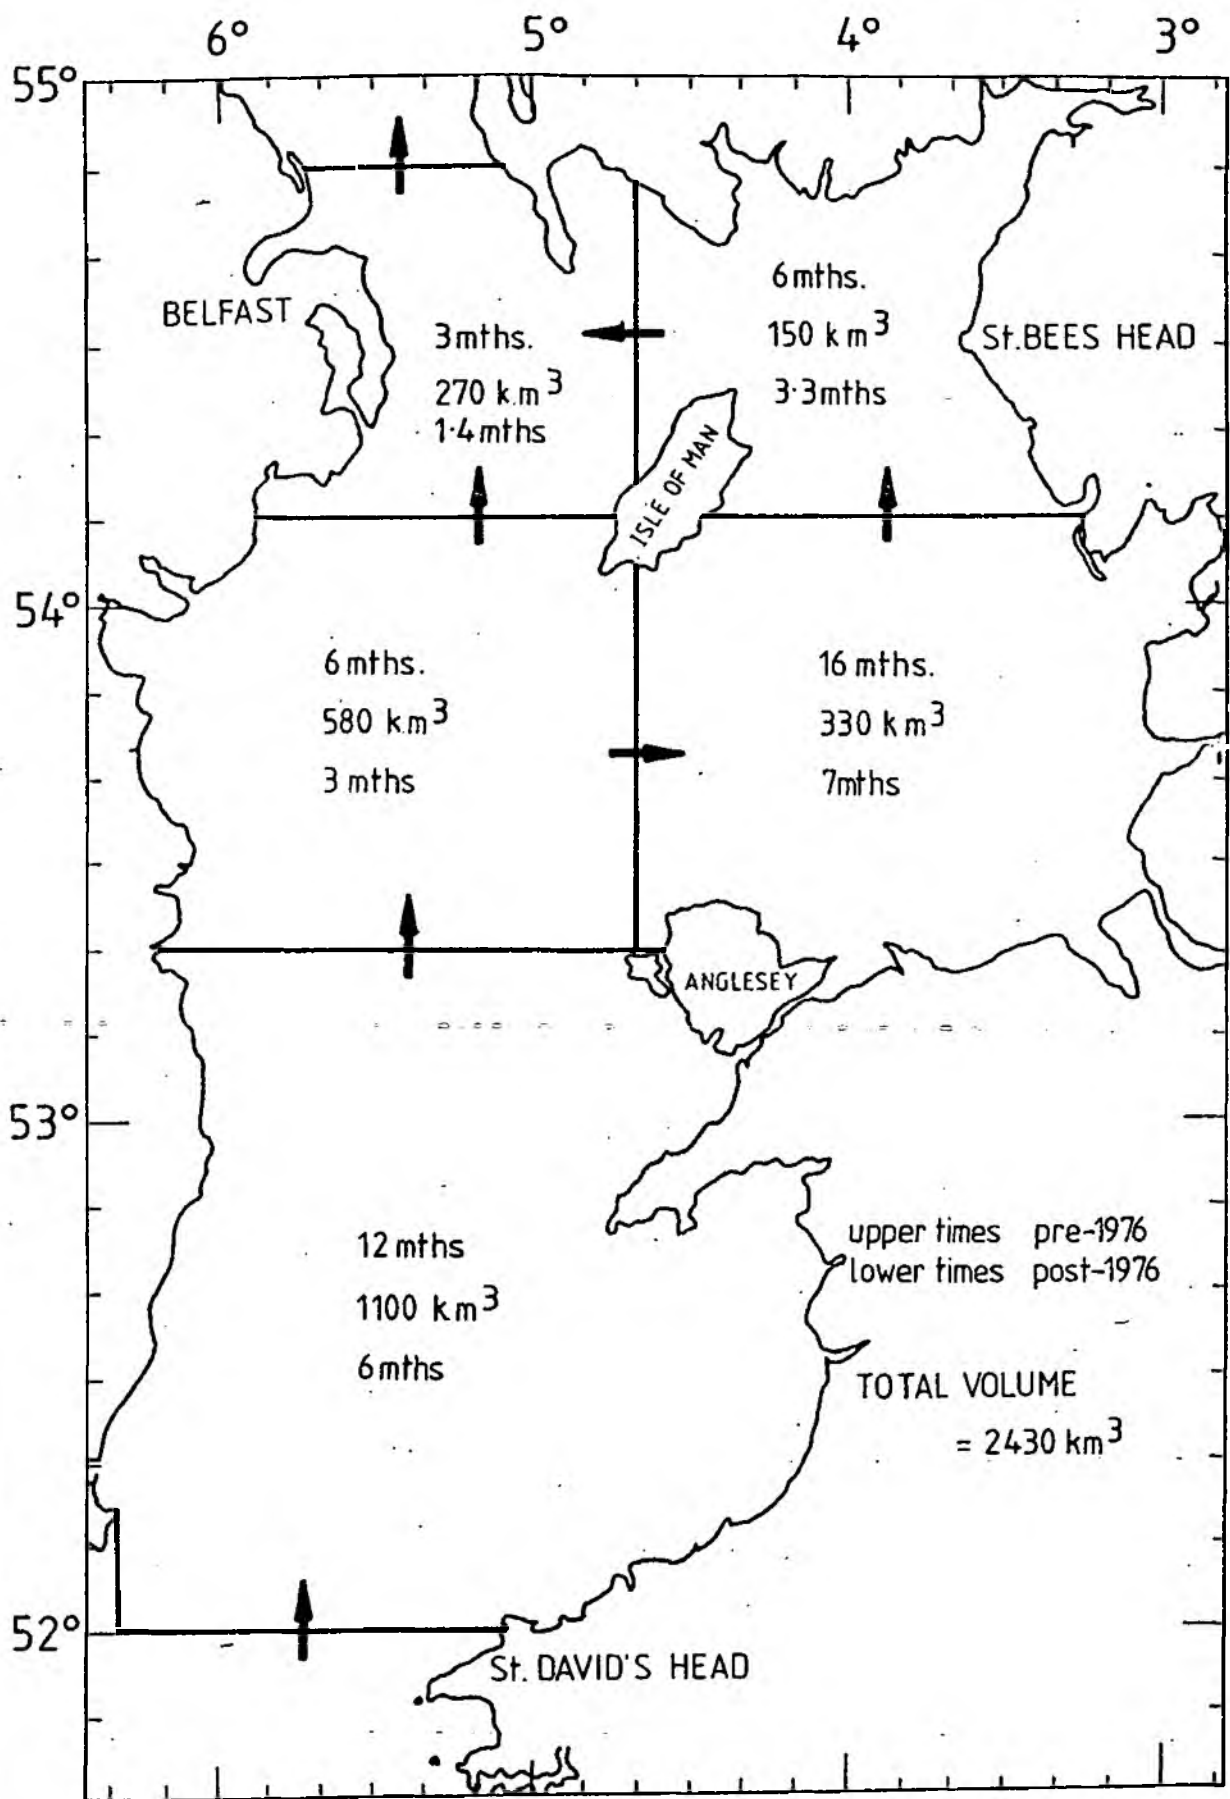 6° 5° 4° 3°
55°
BELFAST
3mths.
270 k.m³
1·4mths
6mths.
150 km³
3·3mths
St.BEES HEAD
ISLE OF MAN
54°
6mths.
580 km³
3 mths
16 mths.
330 km³
7mths
ANGLESEY
53°
12 mths
1100 km³
6mths
upper times pre-1976
lower times post-1976
TOTAL VOLUME
= 2430 km³
52°
St. DAVID'S HEAD